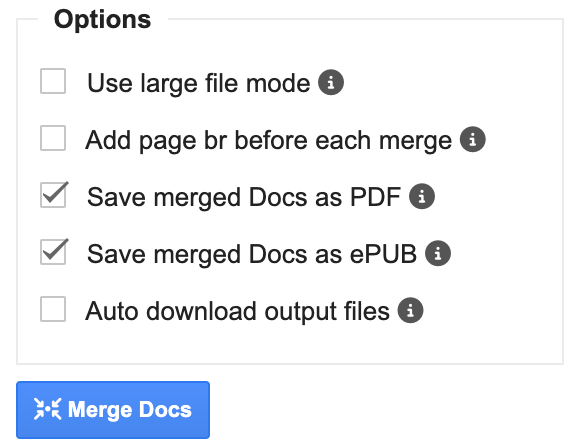 Options
Use large file mode
Add page br before each merge
Save merged Docs as PDF
Save merged Docs as ePUB
Auto download output files
Merge Docs